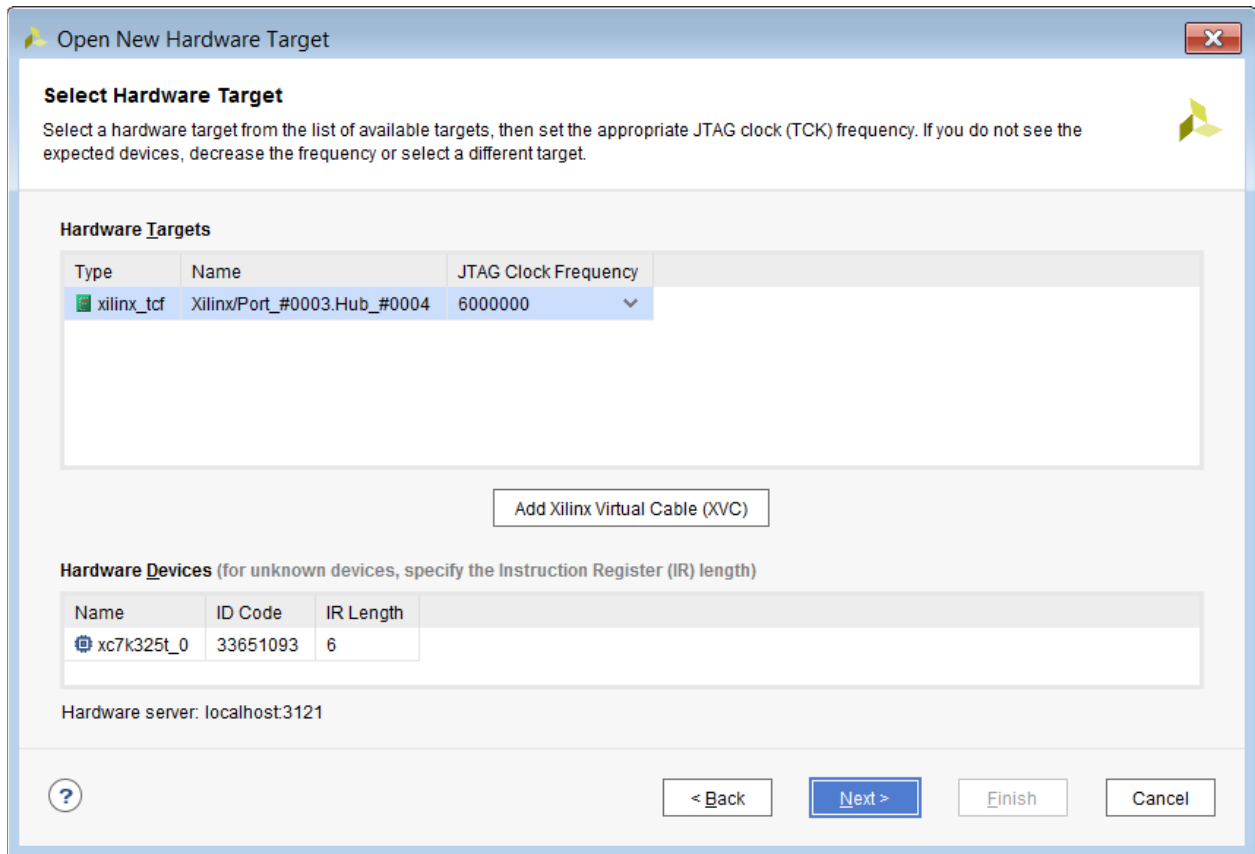 Open New Hardware Target
Select Hardware Target
Select a hardware target from the list of available targets, then set the appropriate JTAG clock (TCK) frequency. If you do not see the
expected devices, decrease the frequency or select a different target.
Hardware Targets
Type Name JTAG Clock Frequency
xilinx_tcf Xilinx/Port_#0003.Hub_#0004 6000000
Add Xilinx Virtual Cable (XVC)
Hardware Devices (for unknown devices, specify the Instruction Register (IR) length)
Name ID Code IR Length
xc7k325t_0 33651093 6
Hardware server: localhost:3121
? < Back Next > Finish Cancel